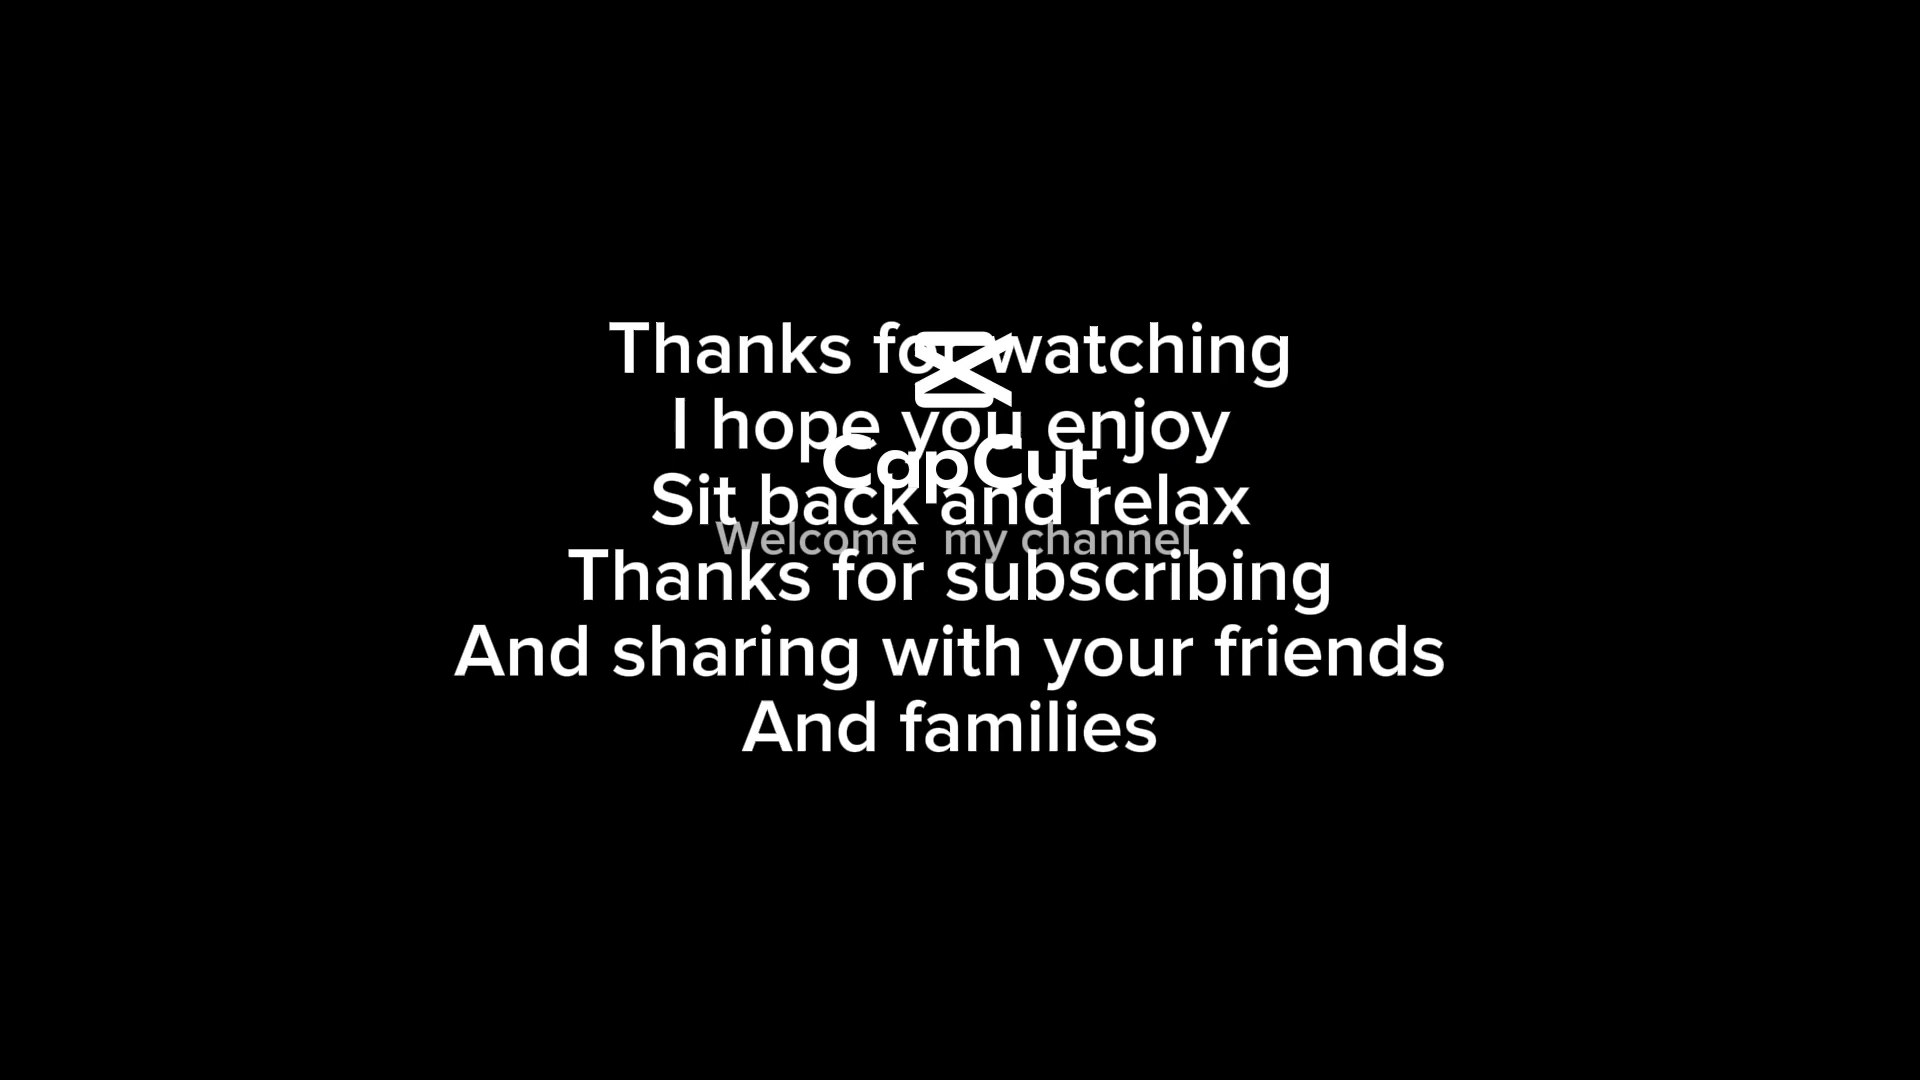 Thanks for watching
I hope you enjoy
CapCut
Sit back and relax
Welcome my channel
Thanks for subscribing
And sharing with your friends
And families